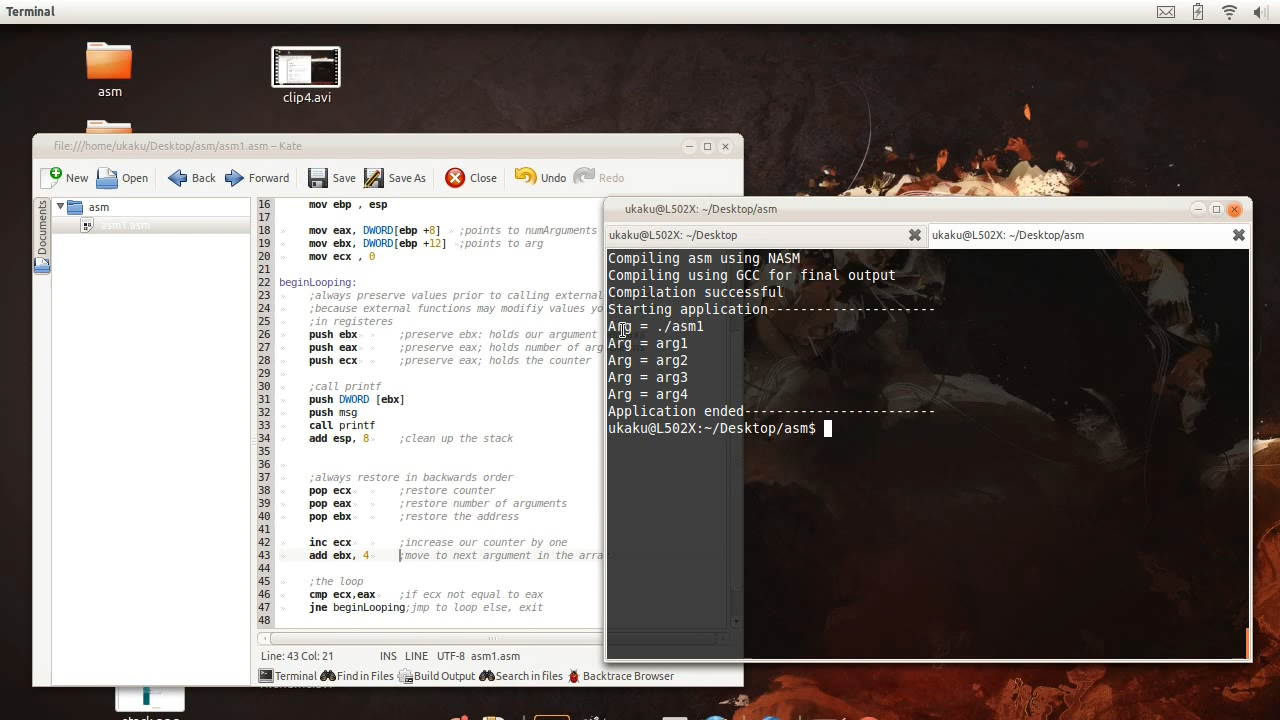 Terminal
asm
clip4.avi
file:///home/ukaku/Desktop/asm/asm1.asm – Kate
New Open Back Forward Save Save As Close Undo Redo
Documents
asm
asm1.asm
16 mov ebp , esp
17
18 mov eax, DWORD[ebp +8] ;points to numArguments
19 mov ebx, DWORD[ebp +12] ;points to arg
20 mov ecx , 0
21
22 beginLooping:
23 ;always preserve values prior to calling external
24 ;because external functions may modifiy values yo
25 ;in registeres
26 push ebx ;preserve ebx: holds our argument
27 push eax ;preserve eax; holds number of arg
28 push ecx ;preserve eax; holds the counter
29
30 ;call printf
31 push DWORD [ebx]
32 push msg
33 call printf
34 add esp, 8 ;clean up the stack
35
36
37 ;always restore in backwards order
38 pop ecx ;restore counter
39 pop eax ;restore number of arguments
40 pop ebx ;restore the address
41
42 inc ecx ;increase our counter by one
43 add ebx, 4 ;move to next argument in the arra
44
45 ;the loop
46 cmp ecx,eax ;if ecx not equal to eax
47 jne beginLooping;jmp to loop else, exit
48
Line: 43 Col: 21 INS LINE UTF-8 asm1.asm
Terminal Find in Files Build Output Search in files Backtrace Browser
ukaku@L502X: ~/Desktop/asm
ukaku@L502X: ~/Desktop
ukaku@L502X: ~/Desktop/asm
Compiling asm using NASM
Compiling using GCC for final output
Compilation successful
Starting application---------------------
Arg = ./asm1
Arg = arg1
Arg = arg2
Arg = arg3
Arg = arg4
Application ended------------------------
ukaku@L502X:~/Desktop/asm$